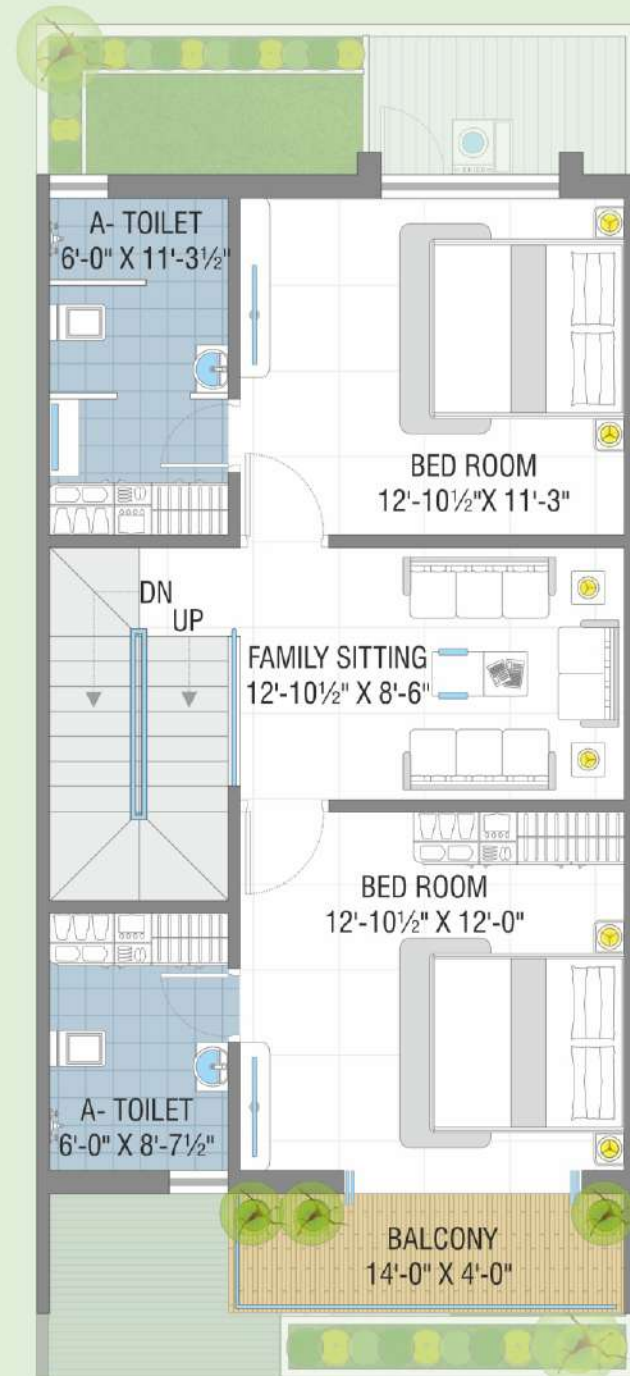 A- TOILET
6'-0" X 11'-3½"
BED ROOM
12'-10½"X 11'-3"
DN
UP
FAMILY SITTING
12'-10½" X 8'-6"
BED ROOM
12'-10½" X 12'-0"
A- TOILET
6'-0" X 8'-7½"
BALCONY
14'-0" X 4'-0"